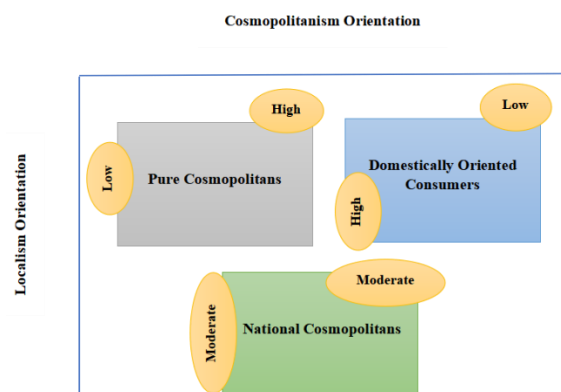 Cosmopolitanism Orientation
Localism Orientation
High
Low
Low
Pure Cosmopolitans
Domestically Oriented
Consumers
High
Moderate
Moderate
National Cosmopolitans